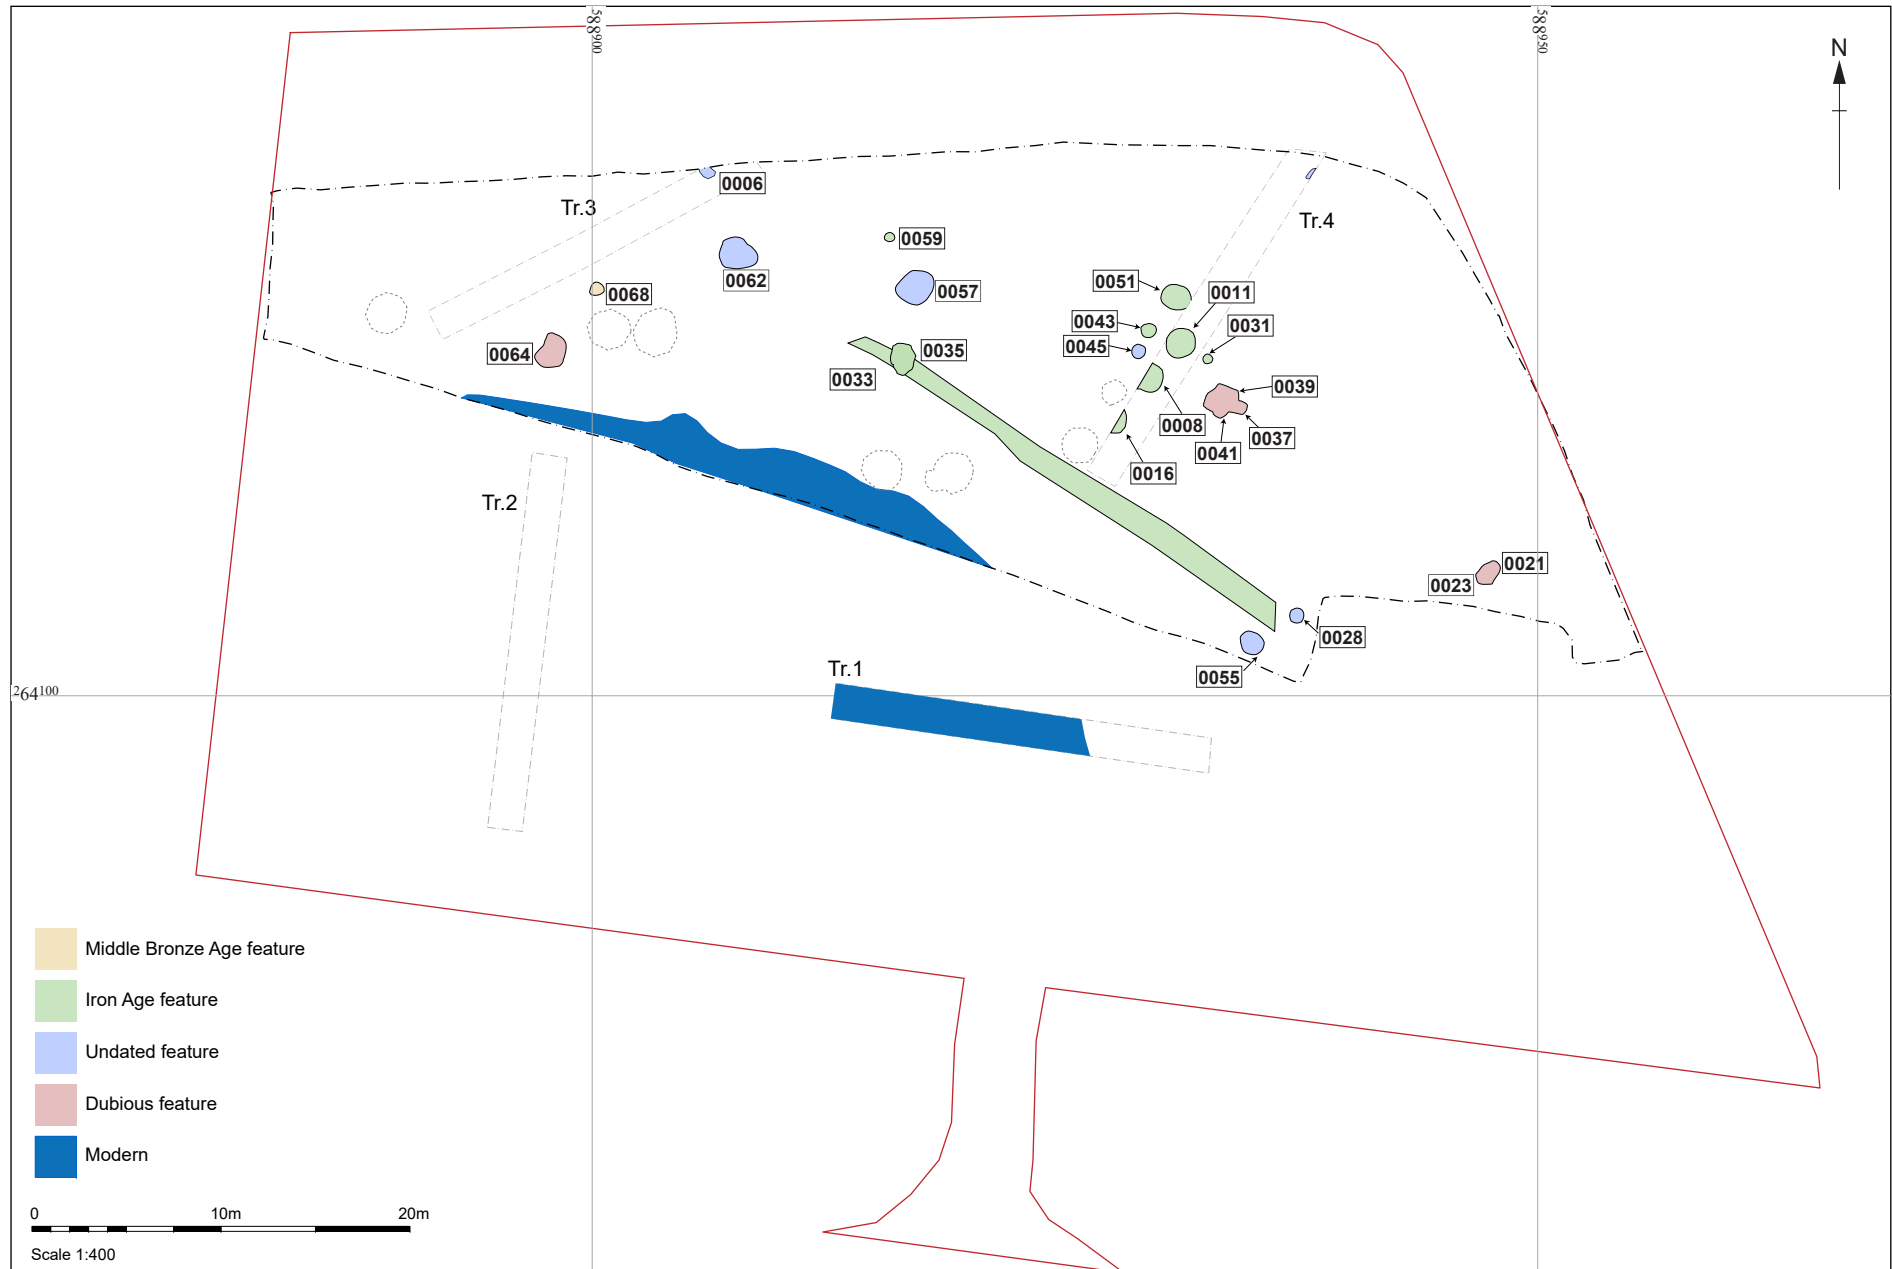 588900
588950
N
0006
Tr.3
Tr.4
0059
0062
0068
0057
0051
0011
0043
0031
0045
0064
0035
0033
0039
0008
0037
0041
0016
Tr.2
0021
0023
0028
0055
Tr.1
264100
Middle Bronze Age feature
Iron Age feature
Undated feature
Dubious feature
Modern
0 10m 20m
Scale 1:400